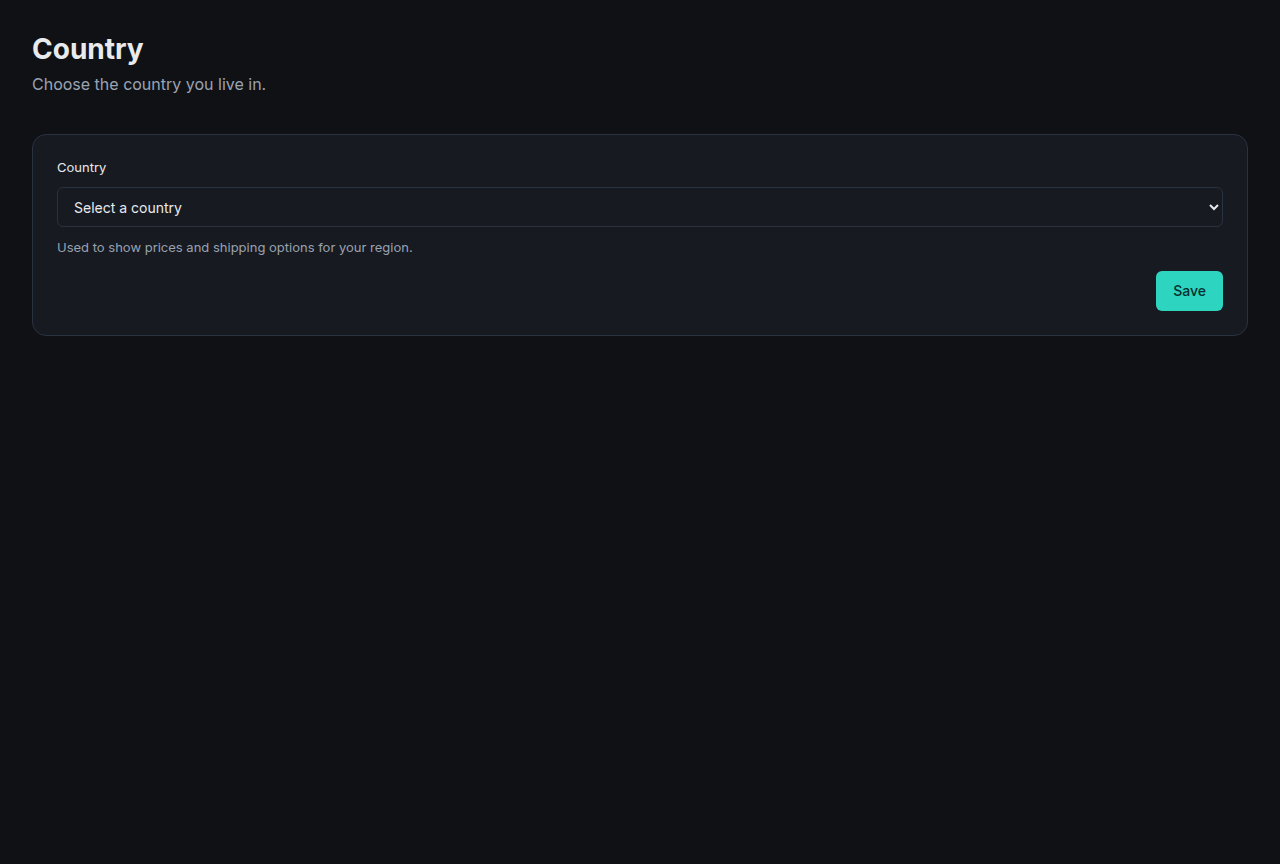 Country
Choose the country you live in.
Country
Select a country
Used to show prices and shipping options for your region.
Save